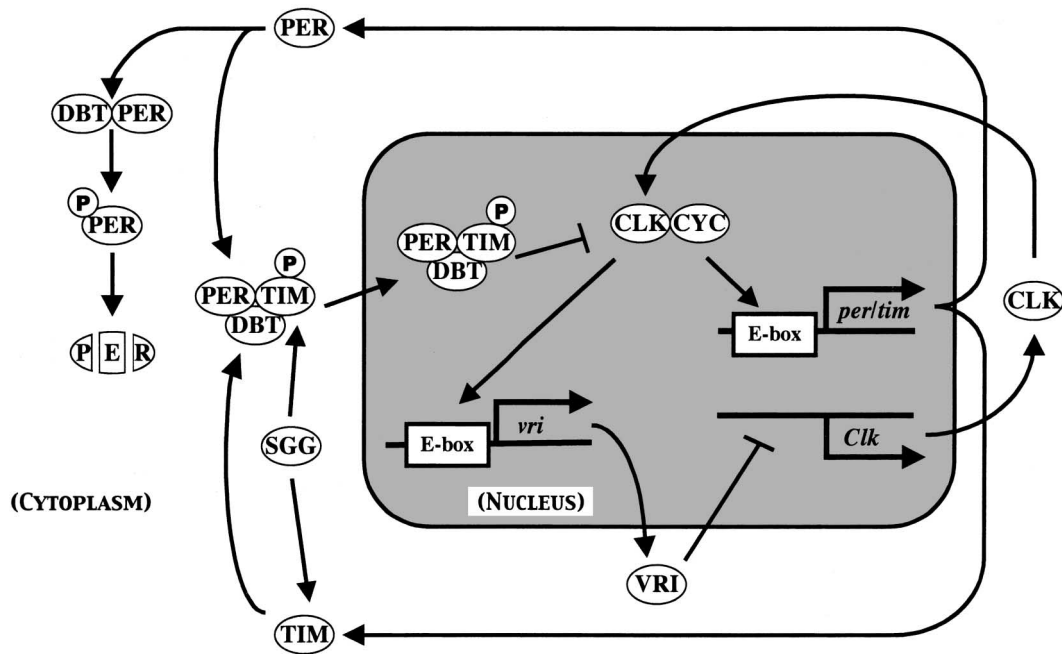 PER
DBT PER
P
PER
P E R
P
PER TIM
DBT
P
PER TIM
DBT
CLK CYC
E-box
per/tim
CLK
SGG
E-box
vri
Clk
(CYTOPLASM)
(NUCLEUS)
VRI
TIM